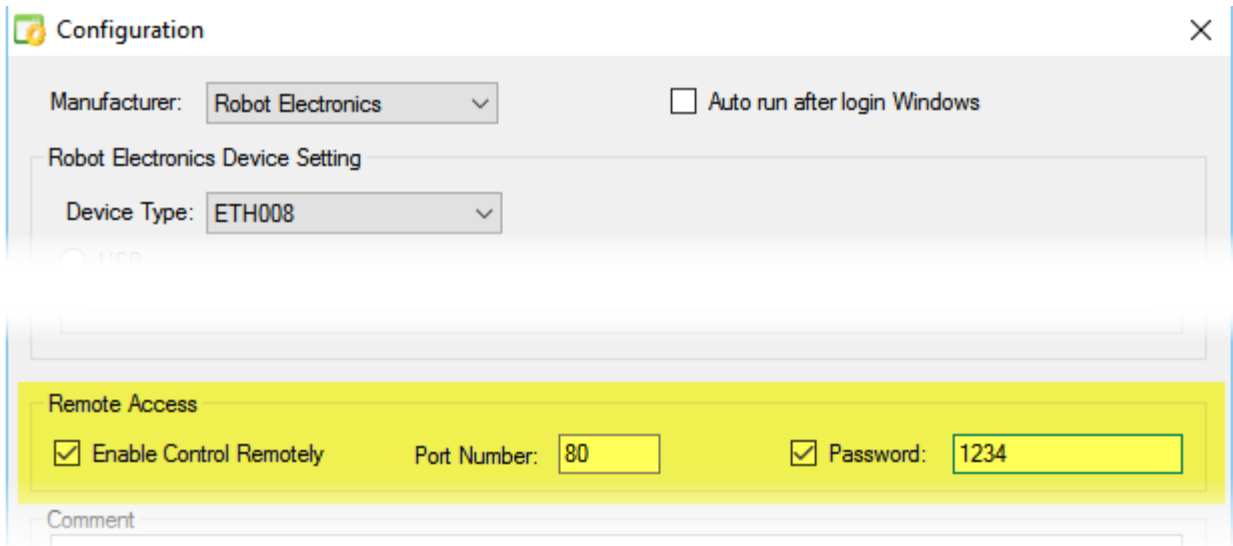 Configuration
Manufacturer: Robot Electronics Auto run after login Windows
Robot Electronics Device Setting
Device Type: ETH008
USB
Remote Access
Enable Control Remotely Port Number: 80 Password: 1234
Comment